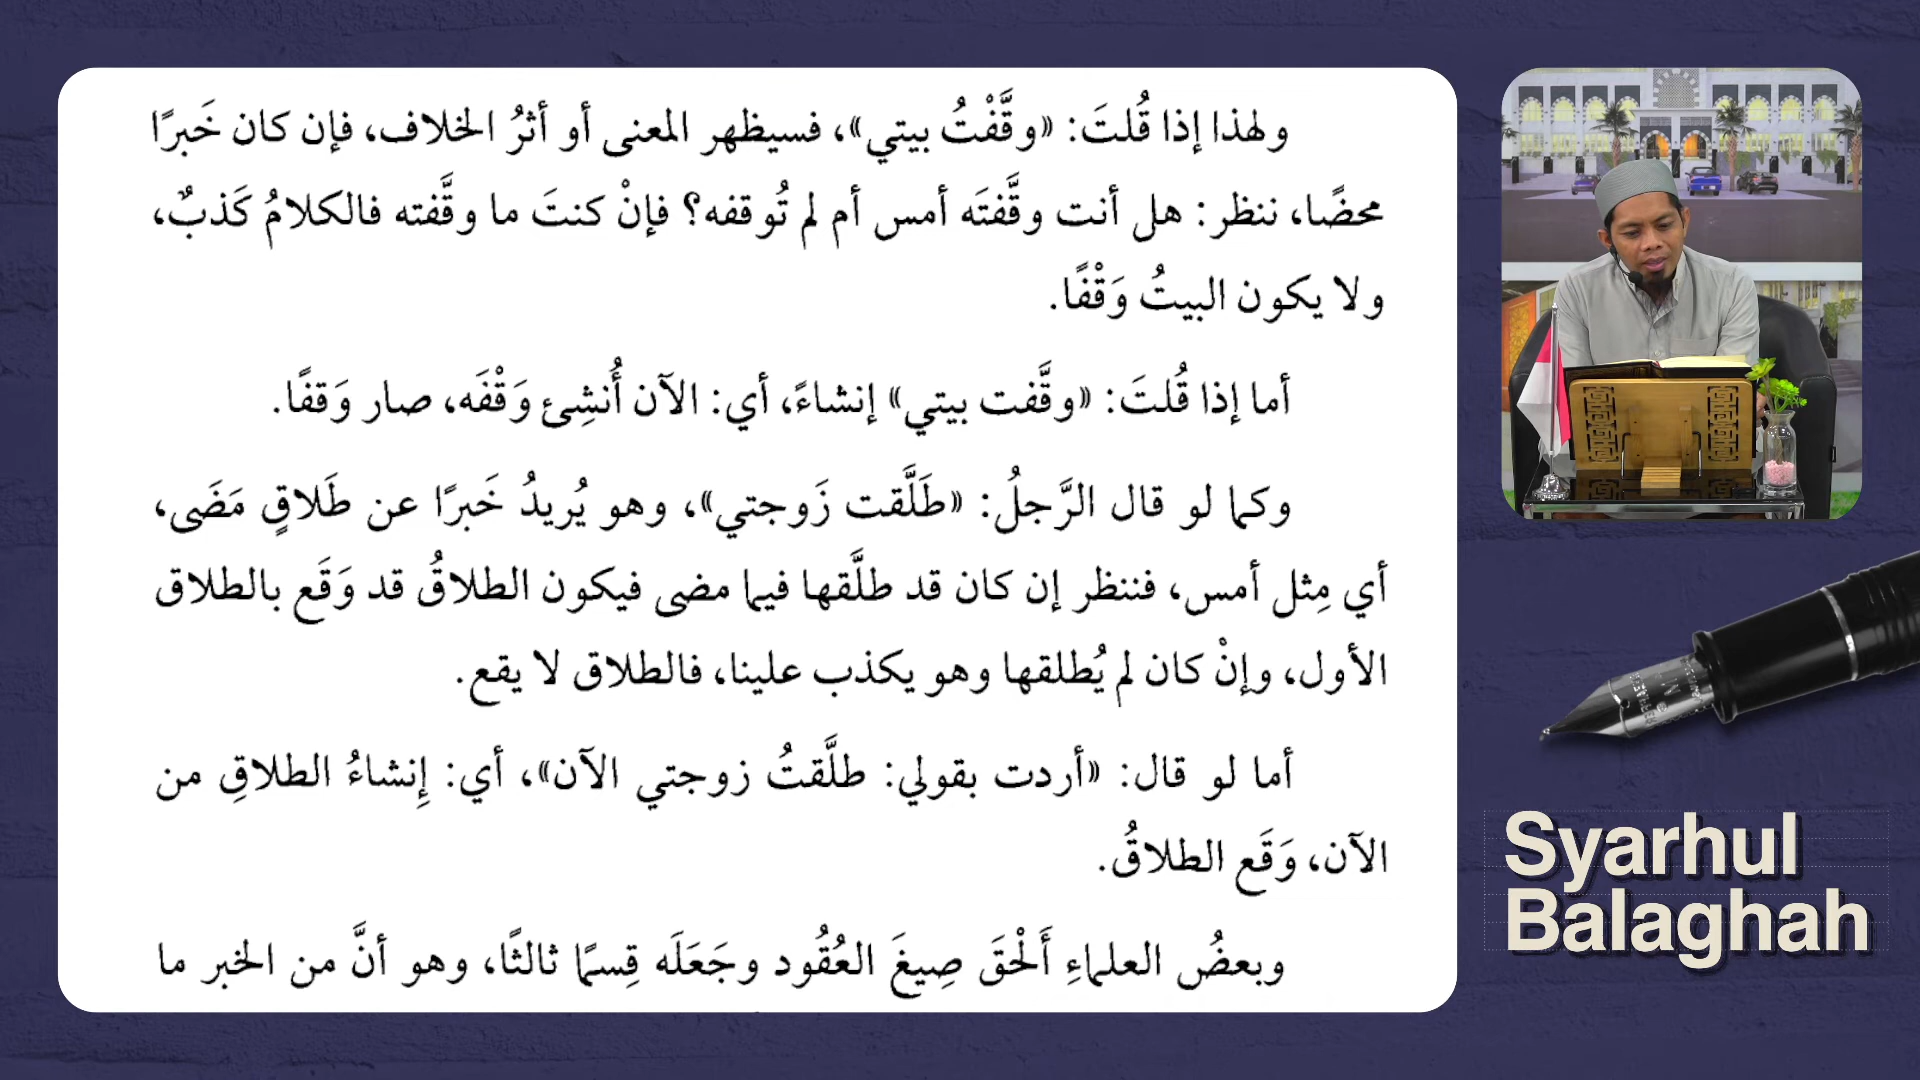 ولهذا إذا قُلتَ: «وقَّفْتُ بيتي»، فسيظهر المعنى أو أثرُ الخلاف، فإن كان خَبرًا
محضًا، ننظر: هل أنت وقَّفتَه أمس أم لم تُوقفه؟ فإنْ كنتَ ما وقَّفته فالكلامُ كَذبٌ،
ولا يكون البيتُ وَقْفًا.
أما إذا قُلتَ: «وقَّفت بيتي» إنشاءً، أي: الآن أُنشِئ وَقْفَه، صار وَقفًا.
وكما لو قال الرَّجلُ: «طَلَّقت زَوجتي»، وهو يُريدُ خَبرًا عن طَلاقٍ مَضَى،
أي مِثل أمس، فننظر إن كان قد طلَّقها فيما مضى فيكون الطلاقُ قد وَقَع بالطلاق
الأول، وإنْ كان لم يُطلقها وهو يكذب علينا، فالطلاق لا يقع.
أما لو قال: «أردت بقولي: طلَّقتُ زوجتي الآن»، أي: إِنشاءُ الطلاقِ من
الآن، وَقَع الطلاقُ.
وبعضُ العلماءِ أَلْحَقَ صِيغَ العُقُود وجَعَلَه قِسمًا ثالثًا، وهو أنَّ من الخبر ما
Syarhul
Balaghah